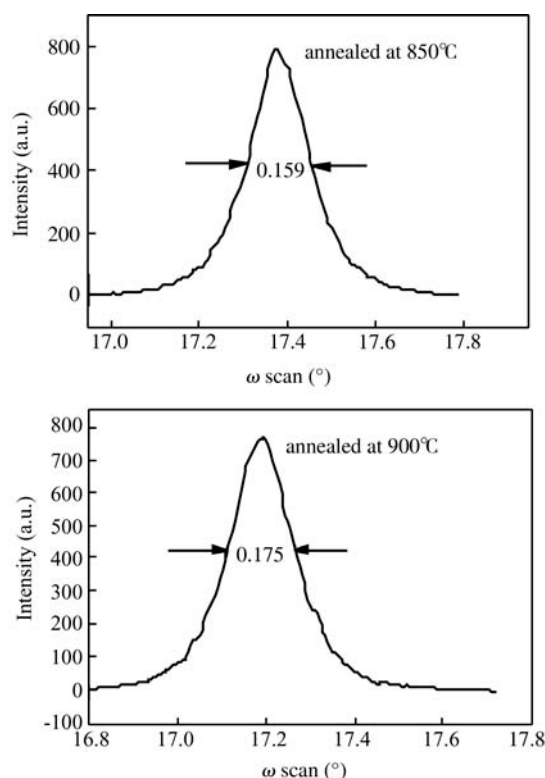 800
annealed at 850℃
600
400
0.159
200
0
Intensity (a.u.)
17.0 17.2 17.4 17.6 17.8
ω scan (°)
800
annealed at 900℃
700
600
500
400
0.175
300
200
100
0
-100
Intensity (a.u.)
16.8 17.0 17.2 17.4 17.6 17.8
ω scan (°)